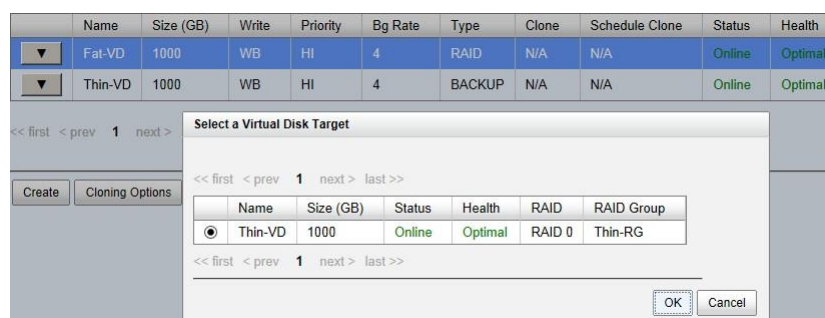 Name Size (GB) Write Priority Bg Rate Type Clone Schedule Clone Status Health
▼ Fat-VD 1000 WB HI 4 RAID N/A N/A Online Optimal
▼ Thin-VD 1000 WB HI 4 BACKUP N/A N/A Online Optimal
<< first < prev 1 next >
Create Cloning Options
Select a Virtual Disk Target
<< first < prev 1 next > last >>
Name Size (GB) Status Health RAID RAID Group
Thin-VD 1000 Online Optimal RAID 0 Thin-RG
<< first < prev 1 next > last >>
OK Cancel